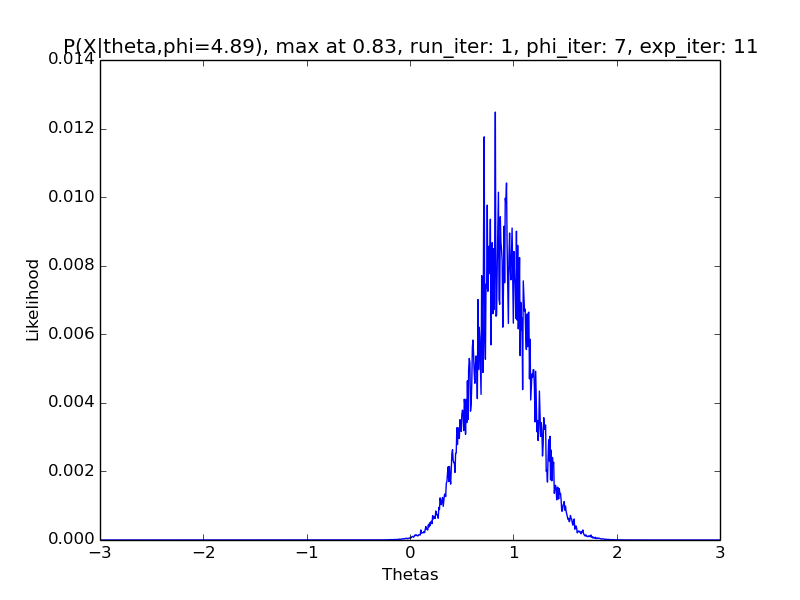 P(X|theta,phi=4.89), max at 0.83, run_iter: 1, phi_iter: 7, exp_iter: 11
0.014
0.012
0.010
0.008
0.006
0.004
0.002
0.000
Likelihood
−3 −2 −1 0 1 2 3
Thetas